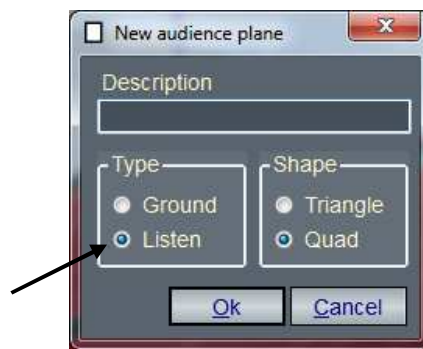 New audience plane
Description
Type
Shape
Ground
Triangle
Listen
Quad
Ok
Cancel